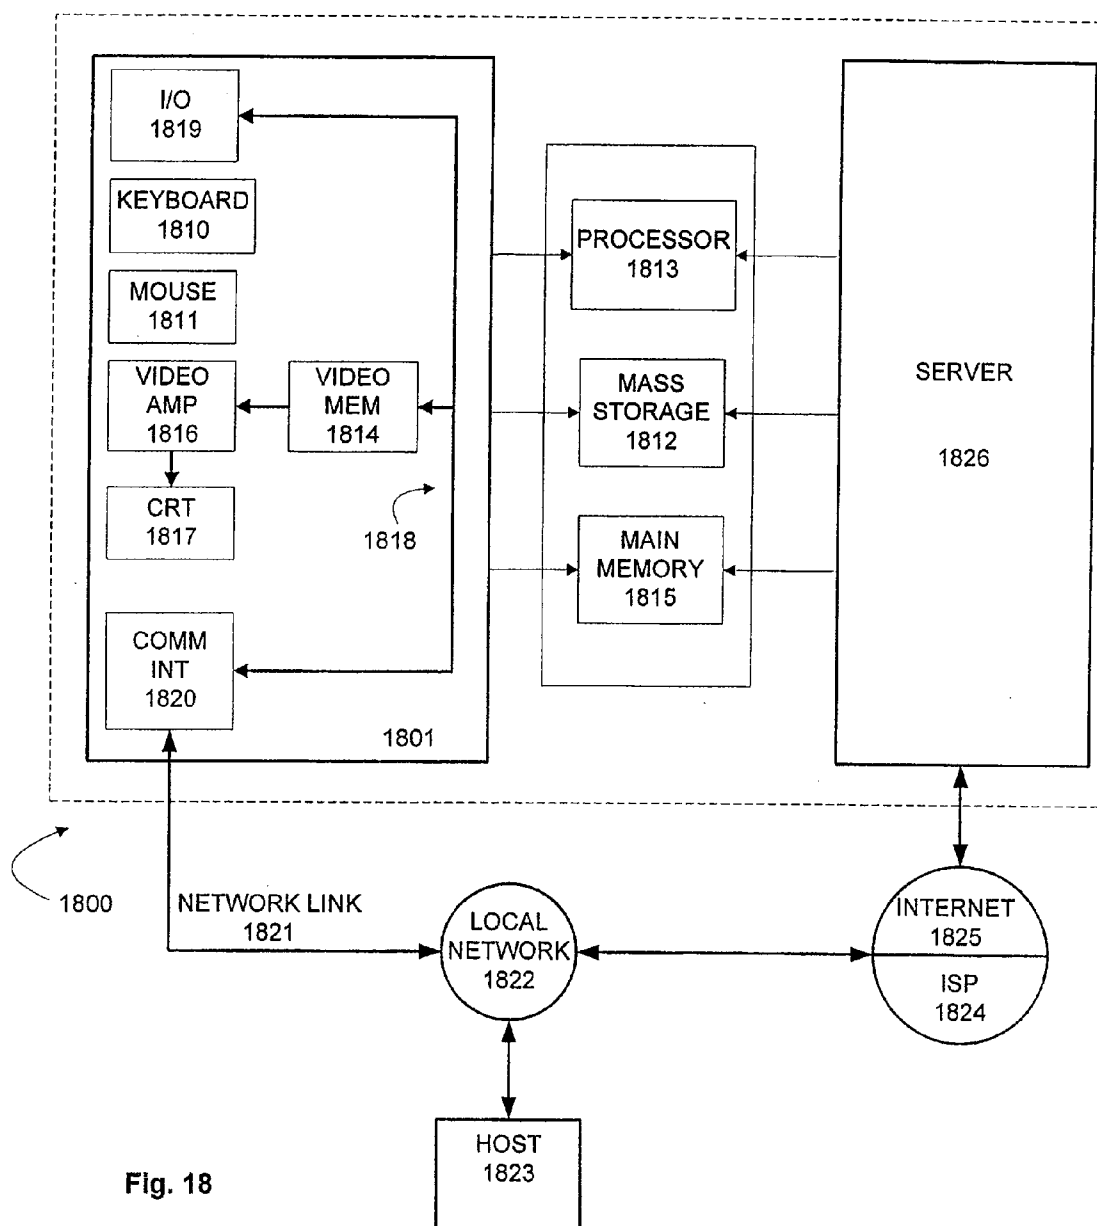 I/O
1819
KEYBOARD
1810
MOUSE
1811
VIDEO
AMP
1816
VIDEO
MEM
1814
CRT
1817
1818
COMM
INT
1820
1801
PROCESSOR
1813
MASS
STORAGE
1812
MAIN
MEMORY
1815
SERVER
1826
1800
NETWORK LINK
1821
LOCAL
NETWORK
1822
INTERNET
1825
ISP
1824
HOST
1823
Fig. 18